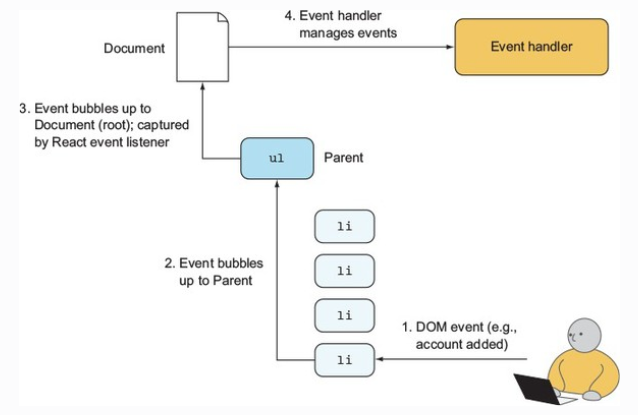 4. Event handler
manages events
Document
Event handler
3. Event bubbles up to
Document (root); captured
by React event listener
ul
Parent
li
2. Event bubbles
up to Parent
li
li
1. DOM event (e.g.,
account added)
li